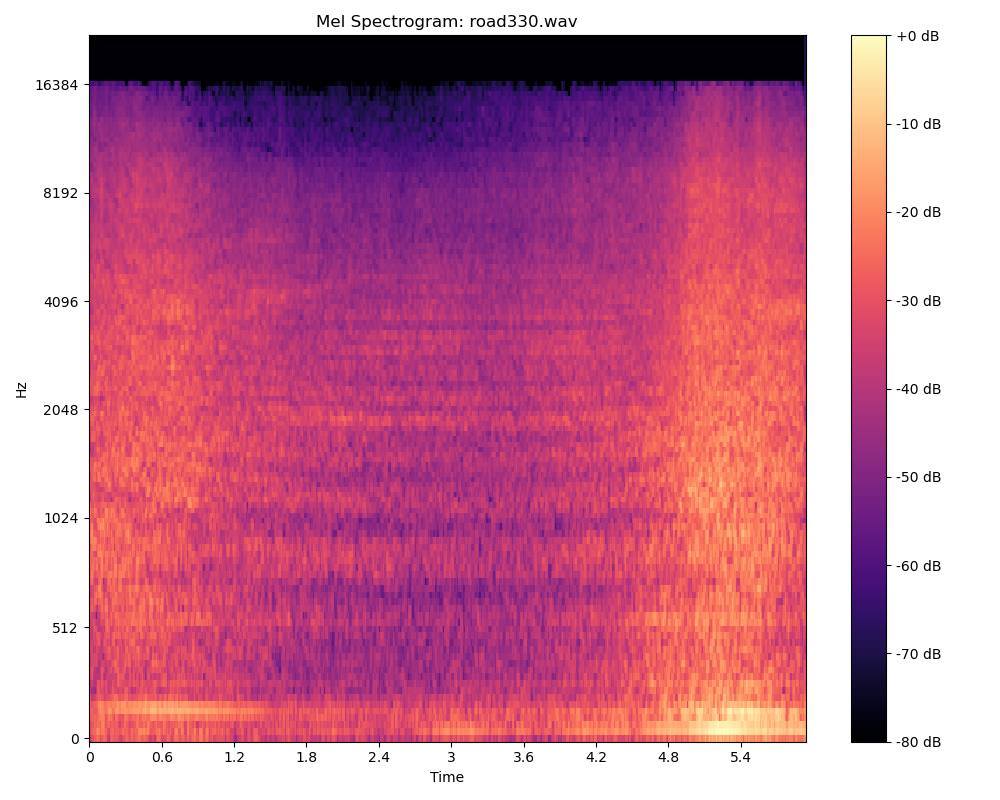 Mel Spectrogram: road330.wav
Hz
16384
8192
4096
2048
1024
512
0
0 0.6 1.2 1.8 2.4 3 3.6 4.2 4.8 5.4
Time
+0 dB
-10 dB
-20 dB
-30 dB
-40 dB
-50 dB
-60 dB
-70 dB
-80 dB